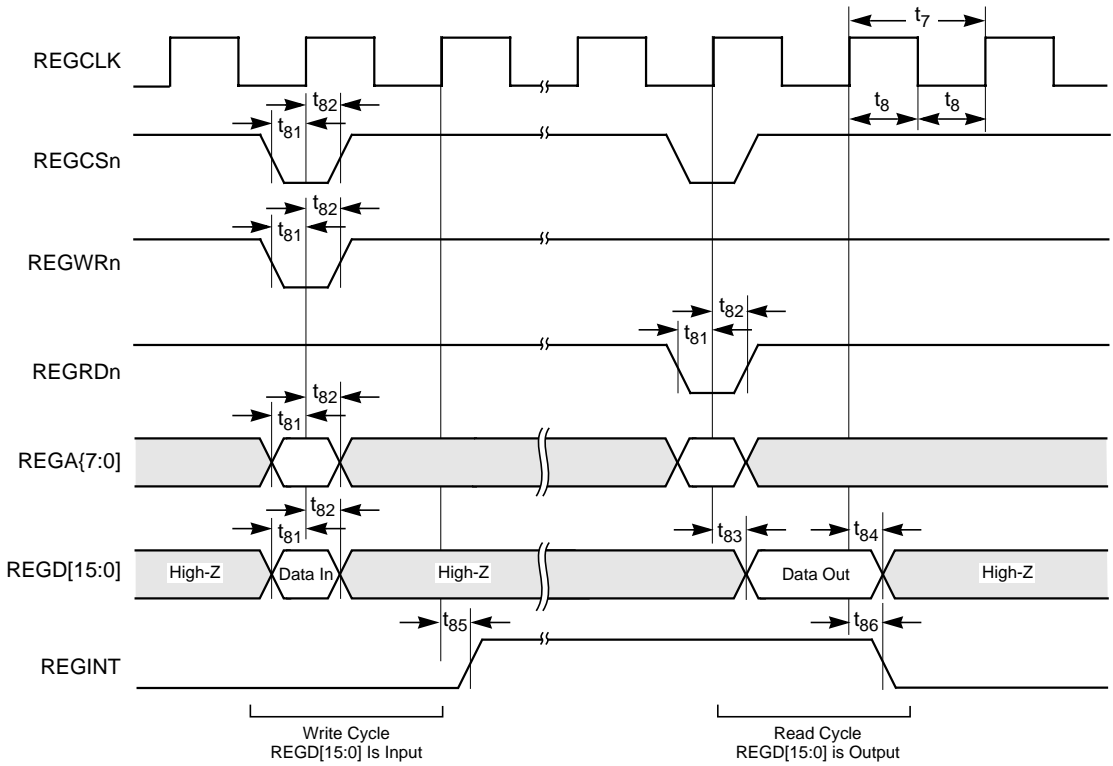 t7
REGCLK
t82
t8 t8
t81
REGCSn
t82
t81
REGWRn
t82
t81
REGRDn
t82
t81
REGA{7:0]
t82
t81 t83 t84
REGD[15:0] High-Z Data In High-Z Data Out High-Z
t85 t86
REGINT
Write Cycle
REGD[15:0] Is Input
Read Cycle
REGD[15:0] is Output